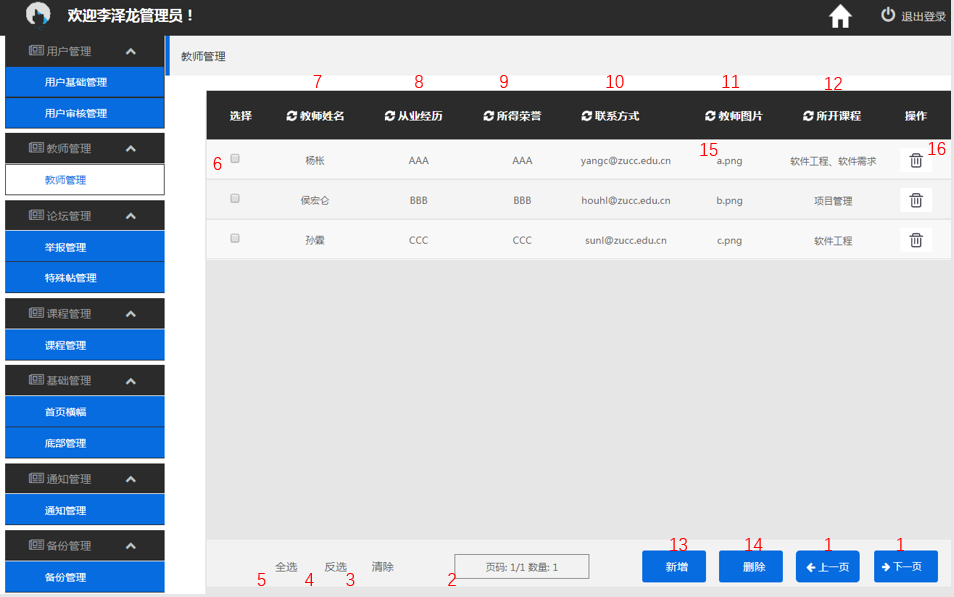 欢迎李泽龙管理员！
退出登录
用户管理
用户基础管理
用户审核管理
教师管理
教师管理
论坛管理
举报管理
特殊帖管理
课程管理
课程管理
基础管理
首页横幅
底部管理
通知管理
通知管理
备份管理
备份管理
教师管理
7 8 9 10 11 12
选择 教师姓名 从业经历 所得荣誉 联系方式 教师图片 所开课程 操作
15 16
6 杨枨 AAA AAA yangc@zucc.edu.cn a.png 软件工程、软件需求
侯宏仑 BBB BBB houhl@zucc.edu.cn b.png 项目管理
孙霖 CCC CCC sunl@zucc.edu.cn c.png 软件工程
13 14 1 1
全选 反选 清除 页码: 1/1 数量: 1 新增 删除 上一页 下一页
5 4 3 2